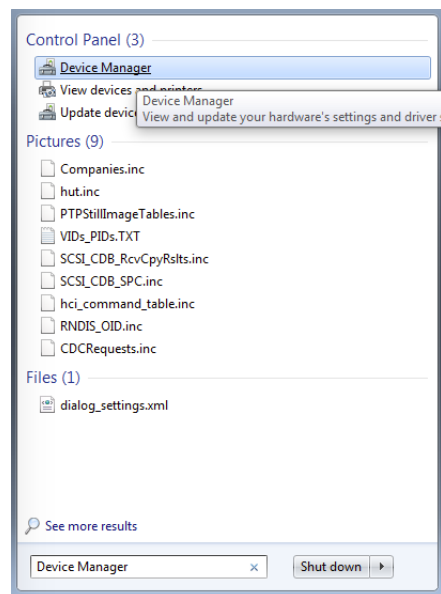 Control Panel (3)
Device Manager
View devices and printers
Device Manager
View and update your hardware's settings and driver
Update device
Pictures (9)
Companies.inc
hut.inc
PTPStillImageTables.inc
VIDs_PIDs.TXT
SCSI_CDB_RcvCpyRslts.inc
SCSI_CDB_SPC.inc
hci_command_table.inc
RNDIS_OID.inc
CDCRequests.inc
Files (1)
dialog_settings.xml
See more results
Device Manager
Shut down